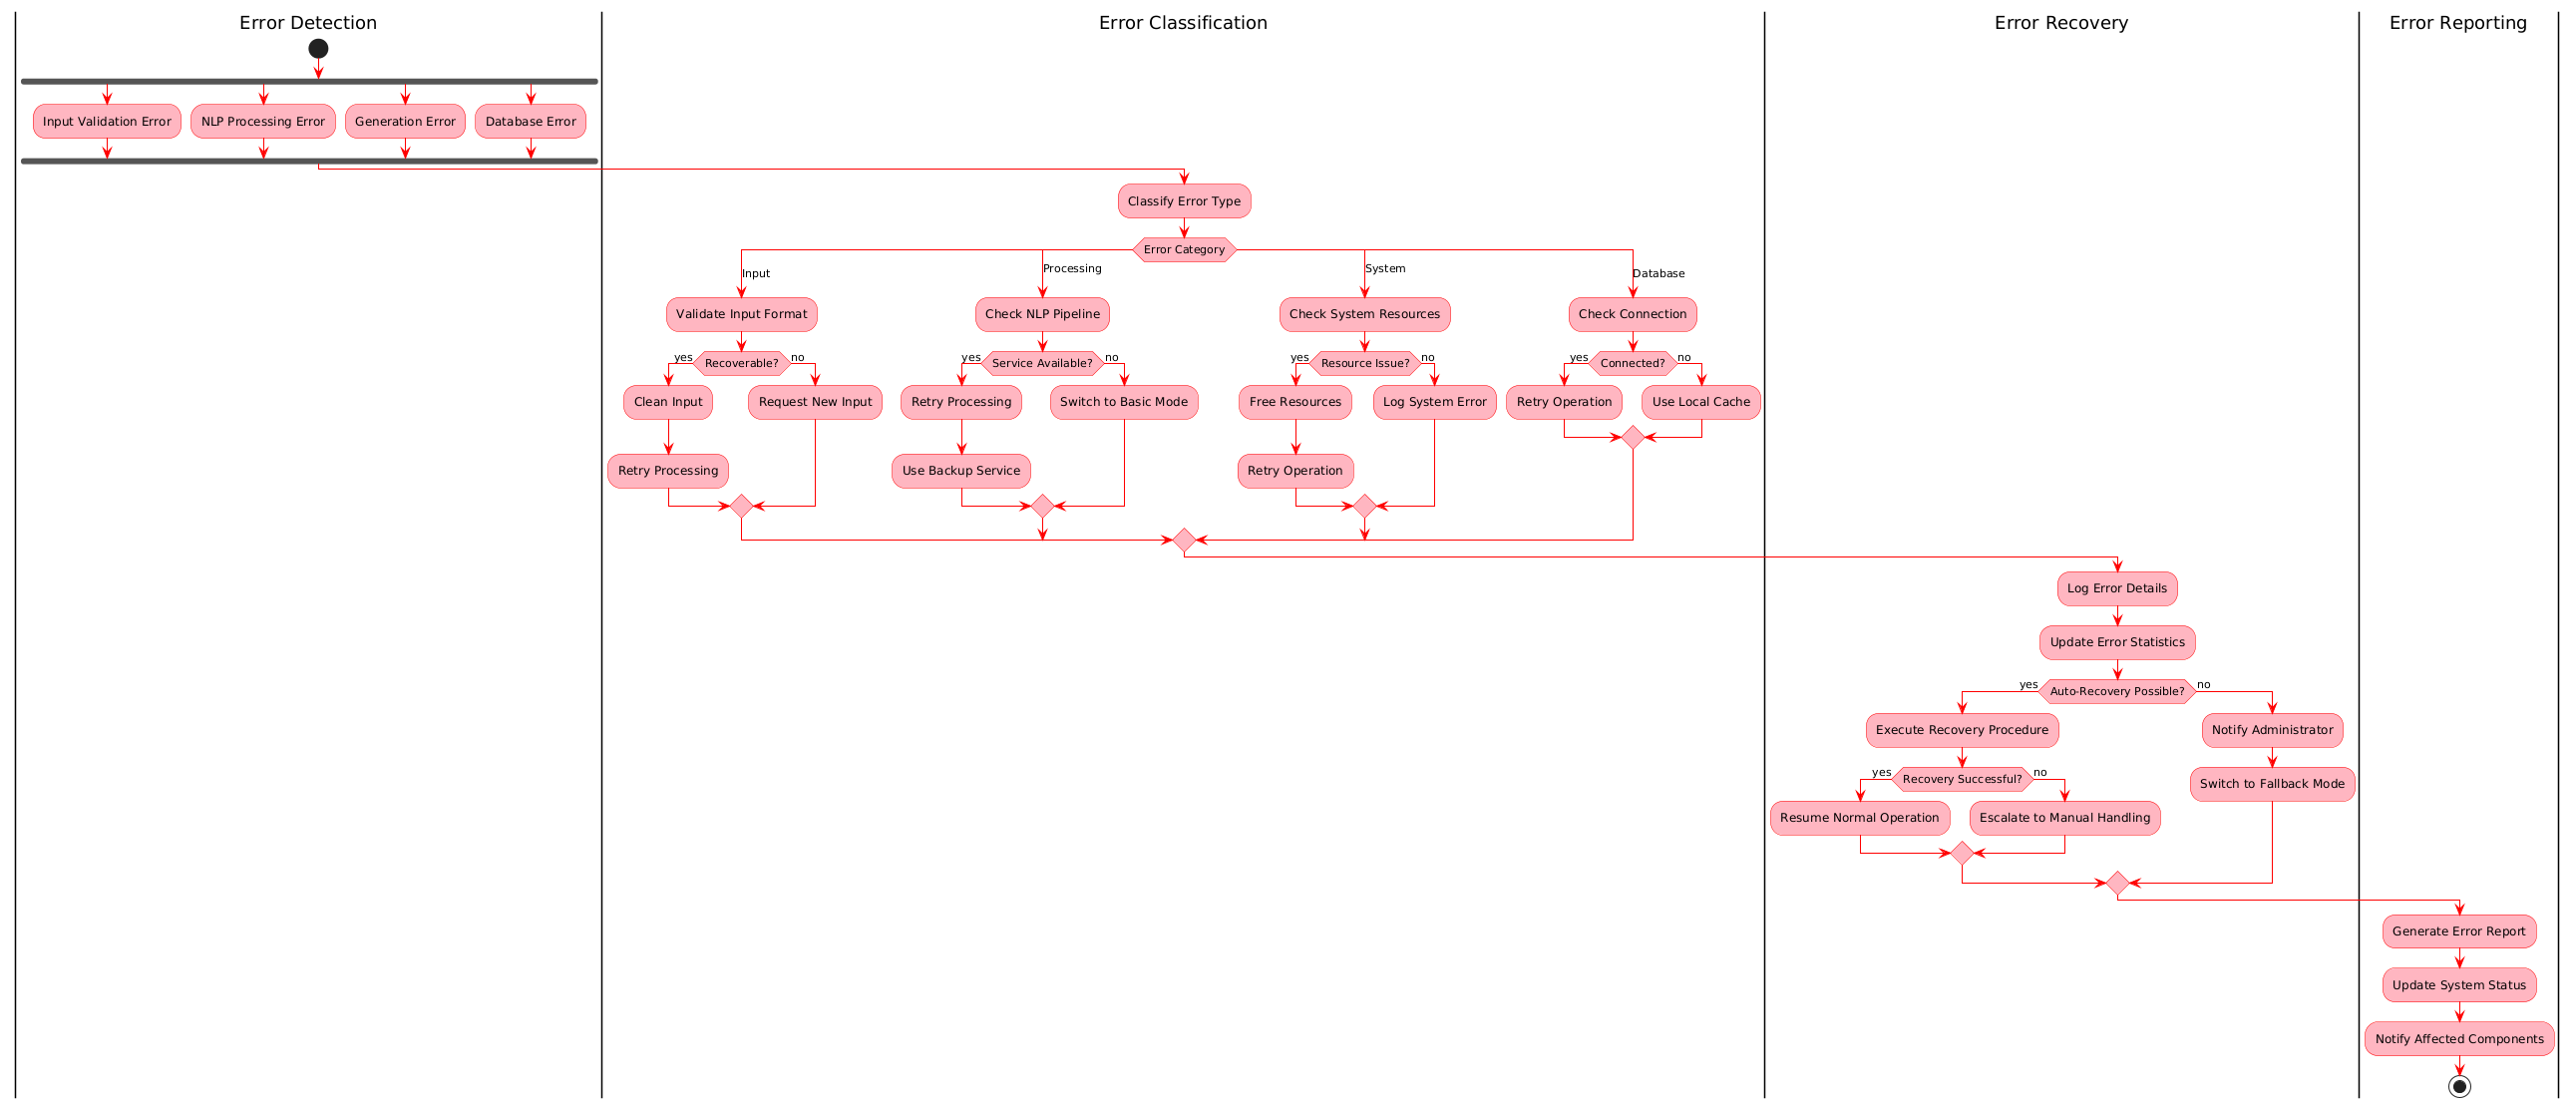 Error Detection
Error Classification
Error Recovery
Error Reporting
Input Validation Error
NLP Processing Error
Generation Error
Database Error
Classify Error Type
Error Category
Input
Processing
System
Database
Validate Input Format
Check NLP Pipeline
Check System Resources
Check Connection
yes
Recoverable?
no
yes
Service Available?
no
yes
Resource Issue?
no
yes
Connected?
no
Clean Input
Request New Input
Retry Processing
Switch to Basic Mode
Free Resources
Log System Error
Retry Operation
Use Local Cache
Retry Processing
Use Backup Service
Retry Operation
Log Error Details
Update Error Statistics
yes
Auto-Recovery Possible?
no
Execute Recovery Procedure
Notify Administrator
yes
Recovery Successful?
no
Switch to Fallback Mode
Resume Normal Operation
Escalate to Manual Handling
Generate Error Report
Update System Status
Notify Affected Components